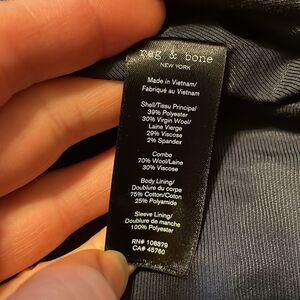 rag & bone
NEW YORK
Made in Vietnam/
Fabriqué au Vietnam
Shell/Tissu Principal
39% Polyester
30% Virgin Wool/
Laine Vierge
29% Viscose
2% Spandex
Combo
70% Wool/Laine
30% Viscose
Body Lining/
Doublure du corps
75% Cotton/Coton
25% Polyamide
Sleeve Lining/
Doublure de manche
100% Polyester
RN# 108879
CA# 45760